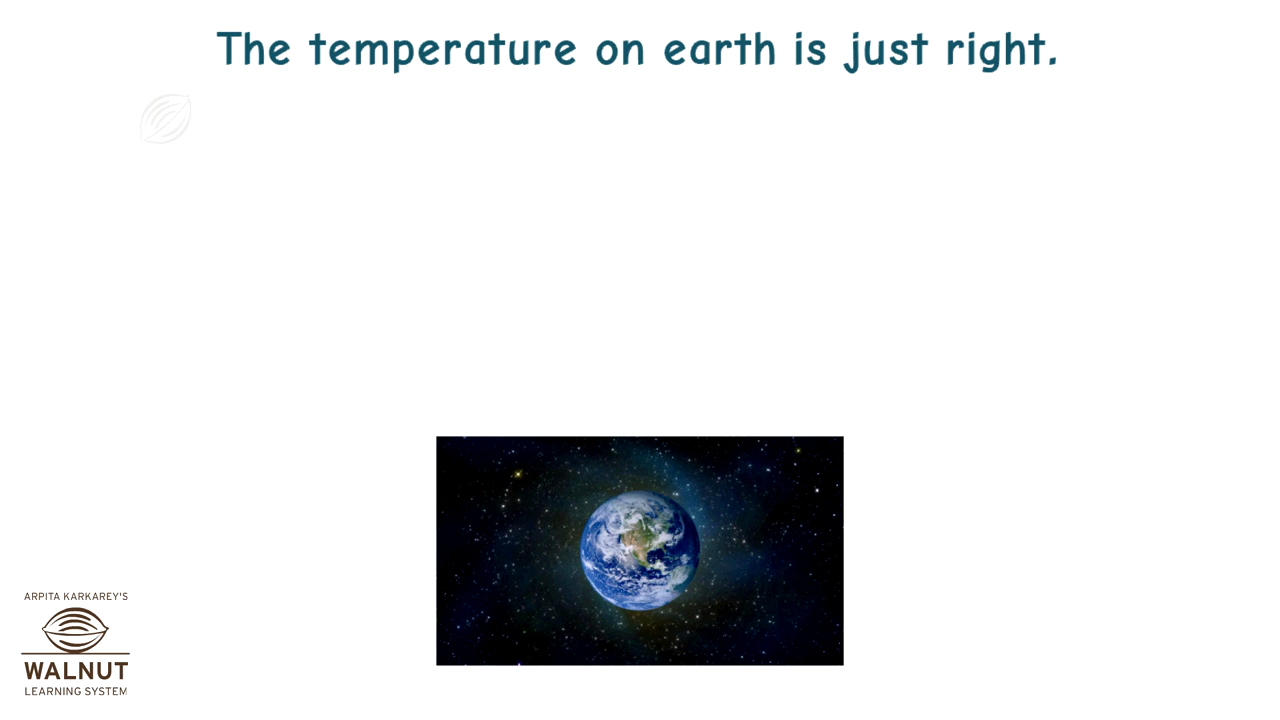 The temperature on earth is just right.
ARPITA KARKAREY'S
WALNUT
LEARNING SYSTEM